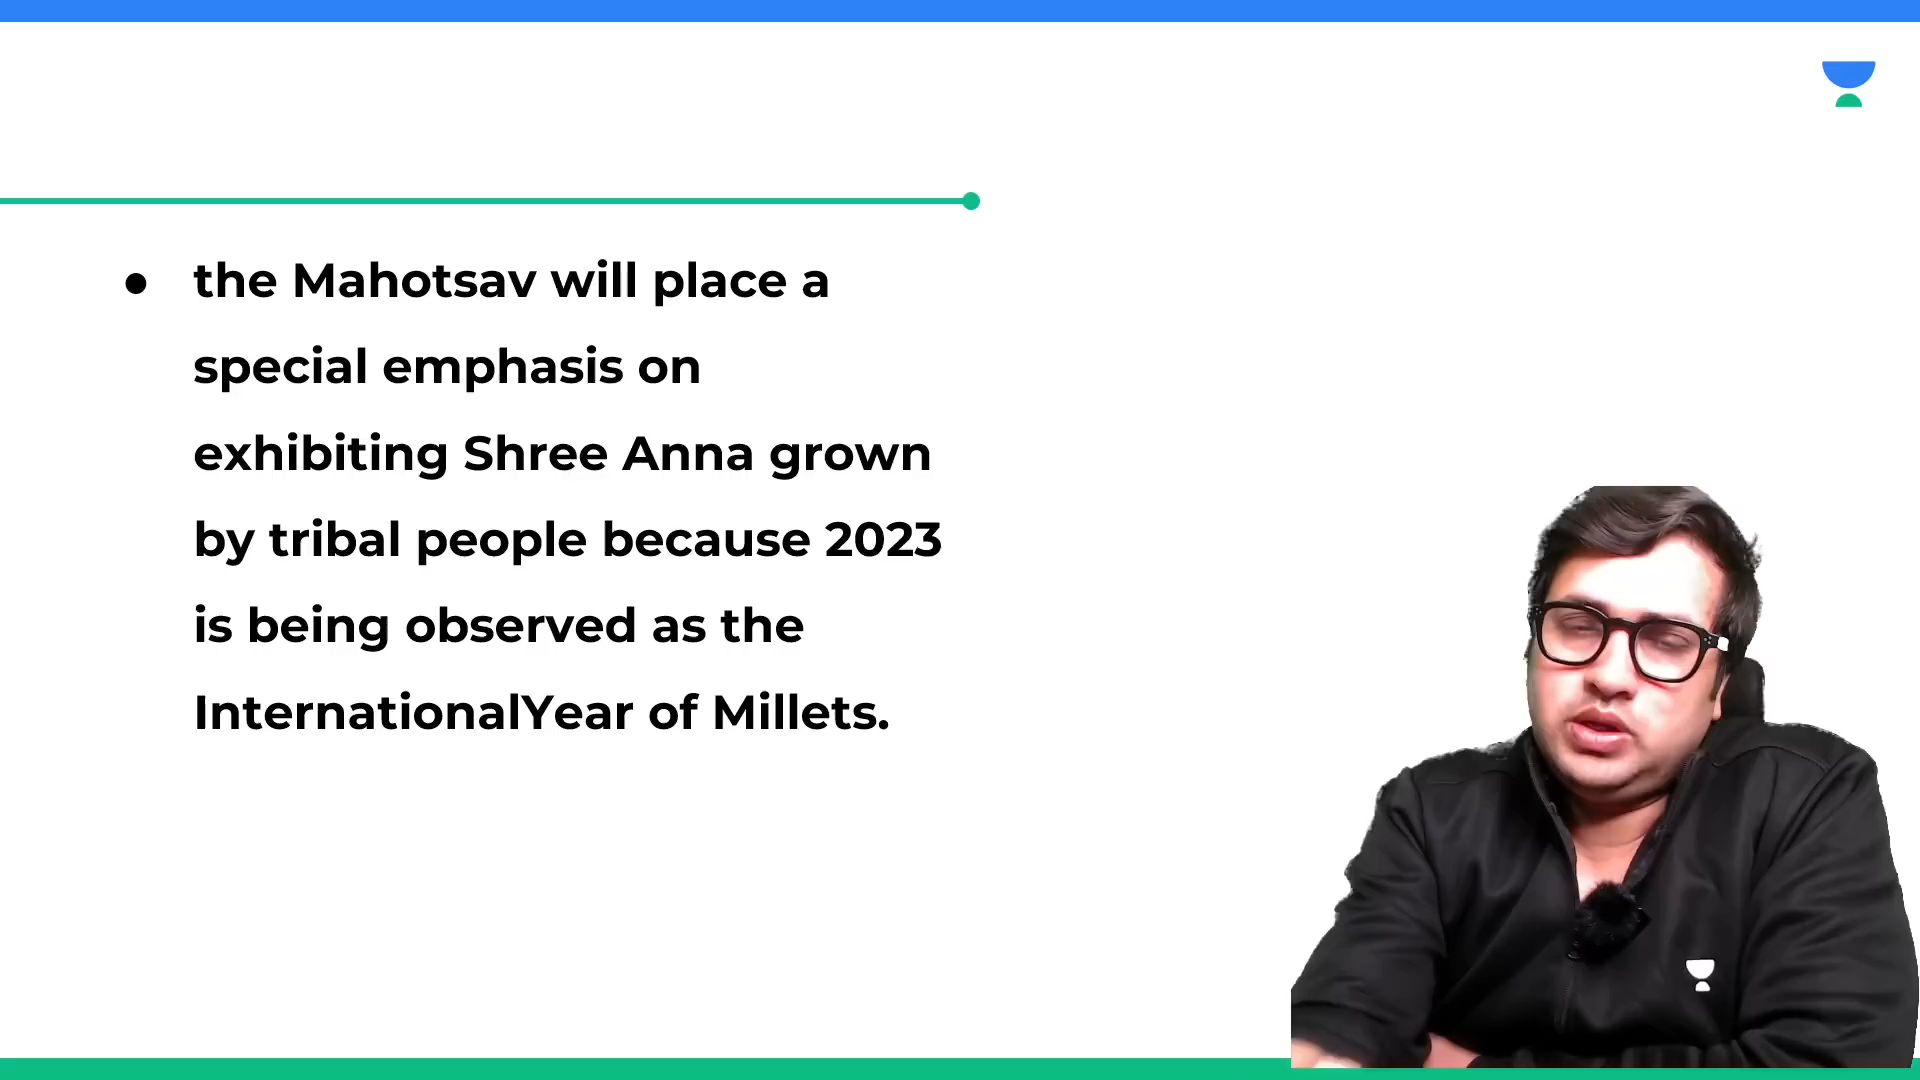 ● the Mahotsav will place a
special emphasis on
exhibiting Shree Anna grown
by tribal people because 2023
is being observed as the
InternationalYear of Millets.